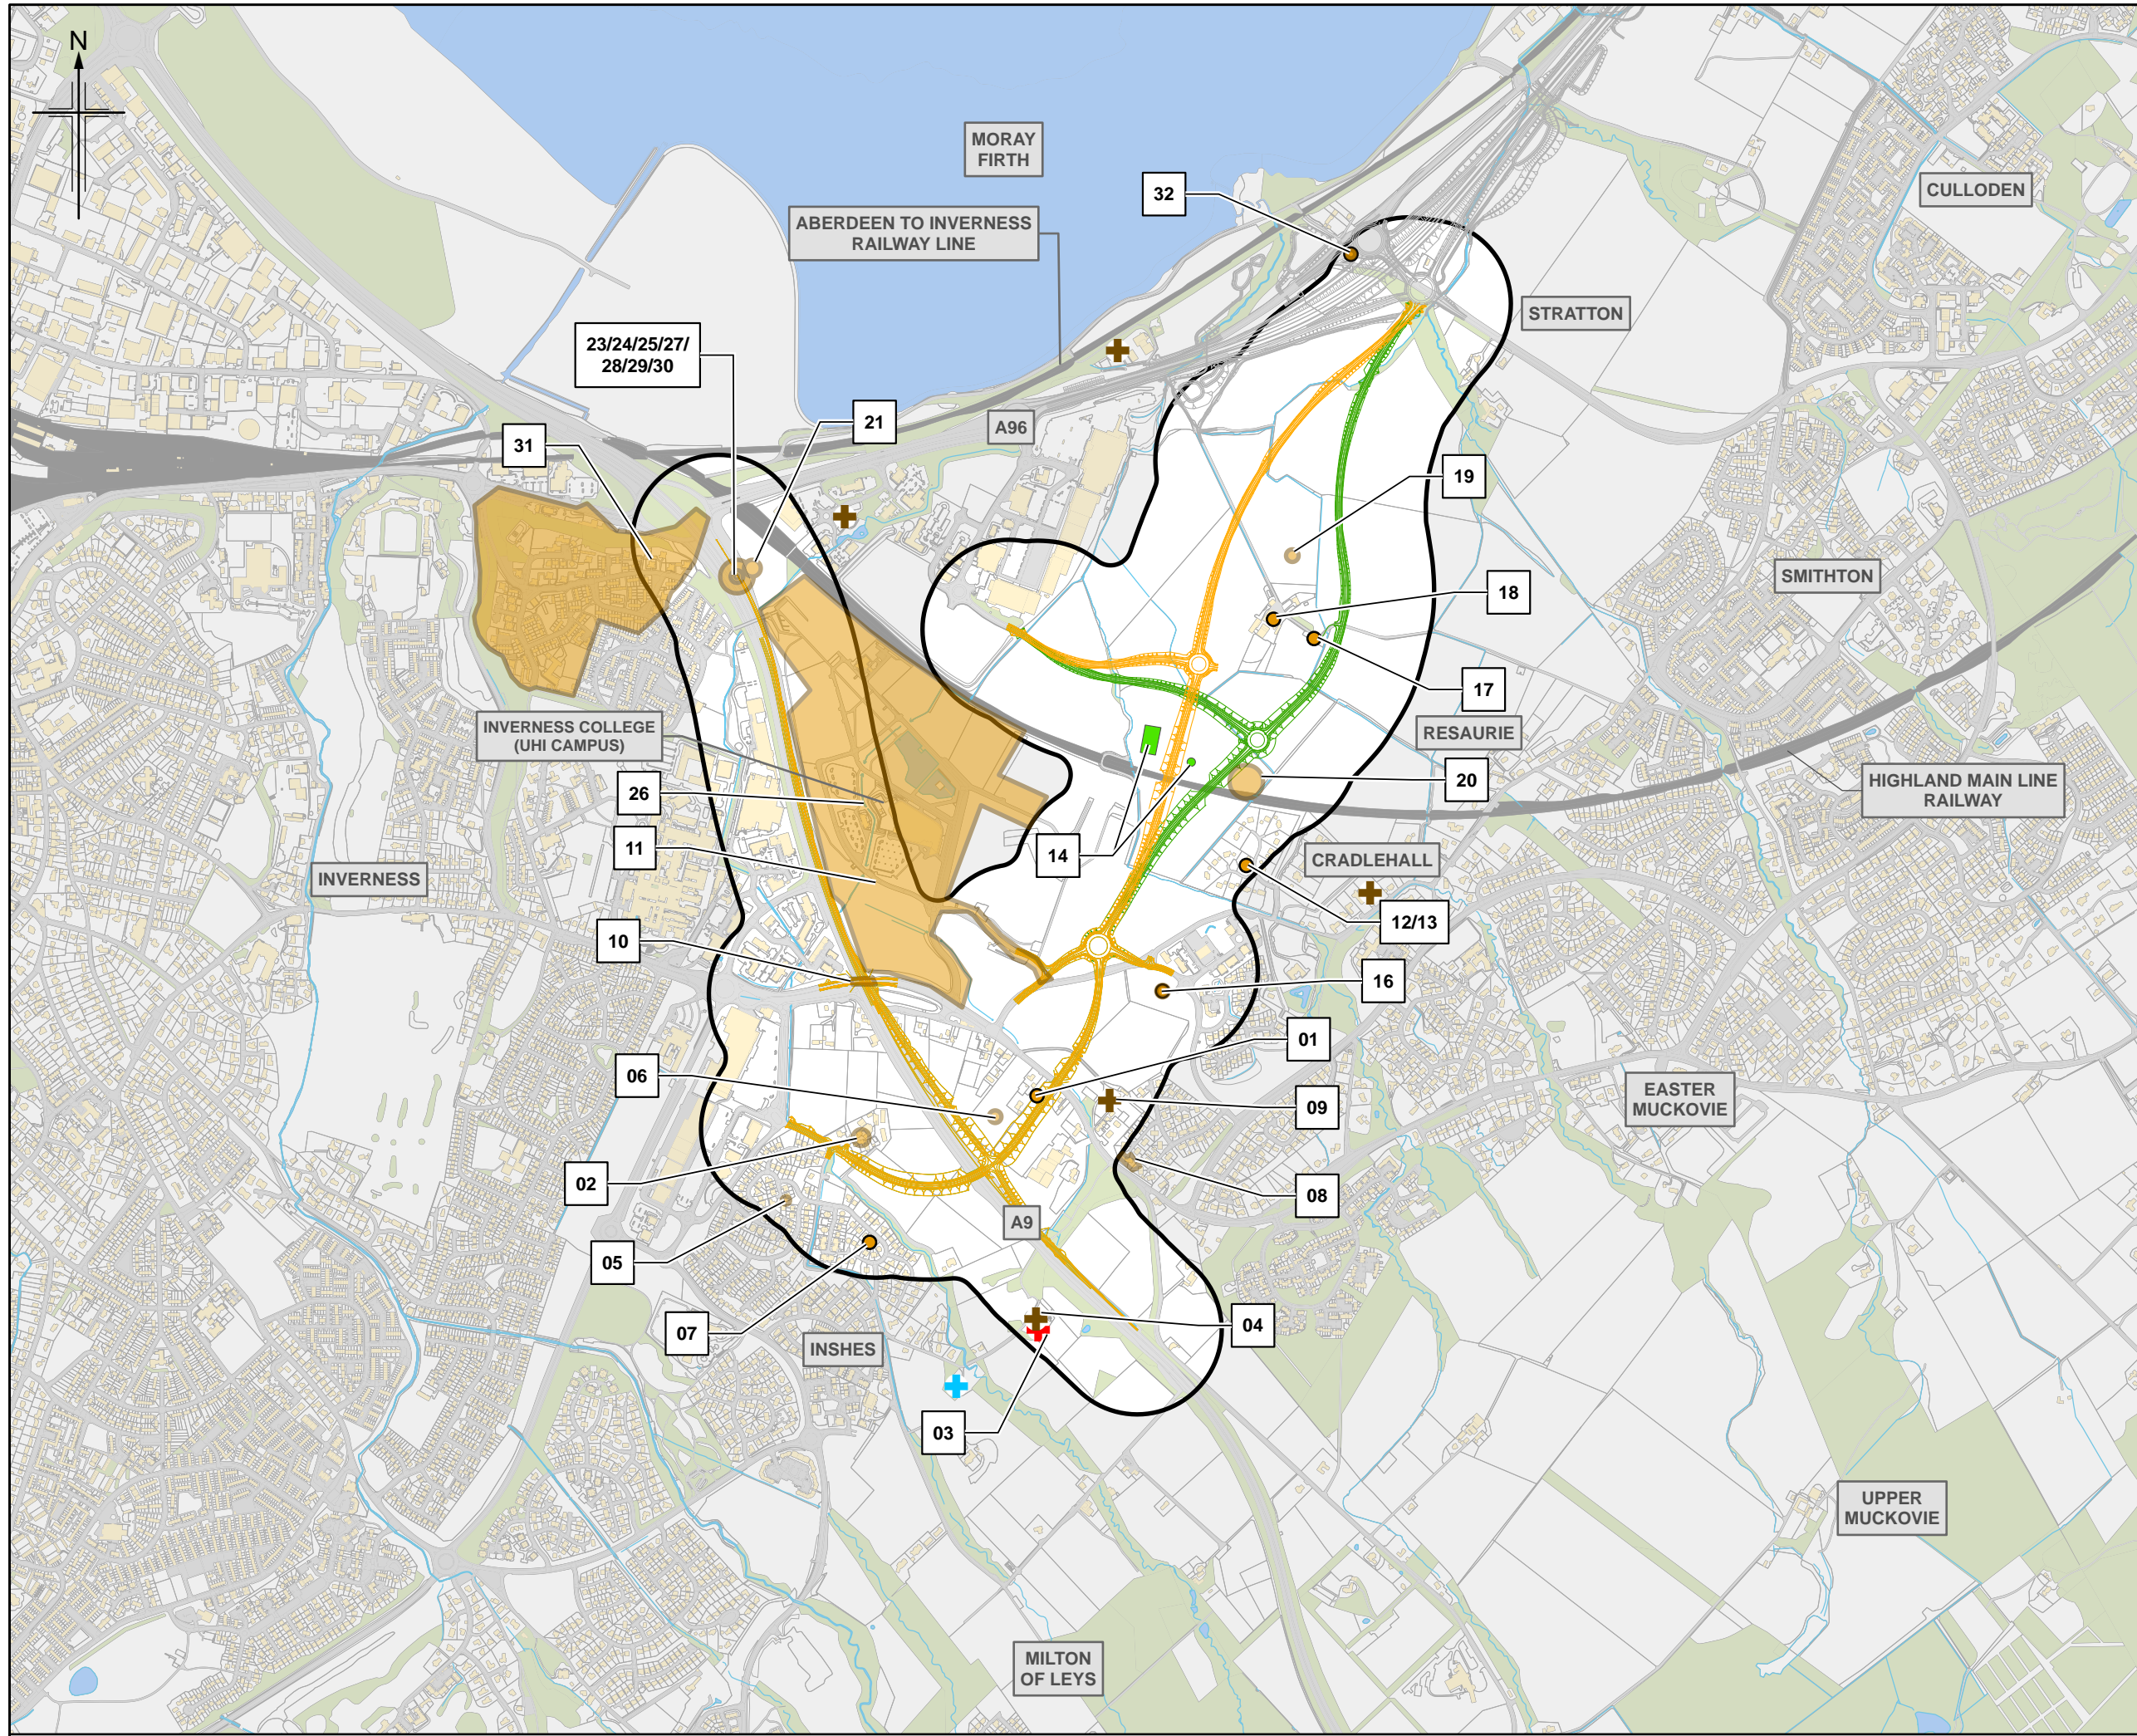 N
MORAY
FIRTH
CULLODEN
32
ABERDEEN TO INVERNESS
RAILWAY LINE
STRATTON
23/24/25/27/
28/29/30
21
A96
31
19
SMITHTON
18
17
INVERNESS COLLEGE
(UHI CAMPUS)
RESAURIE
20
HIGHLAND MAIN LINE
RAILWAY
26
11
14
CRADLEHALL
INVERNESS
12/13
10
16
01
06
EASTER
MUCKOVIE
09
02
08
A9
05
07
04
INSHES
03
UPPER
MUCKOVIE
MILTON
OF LEYS